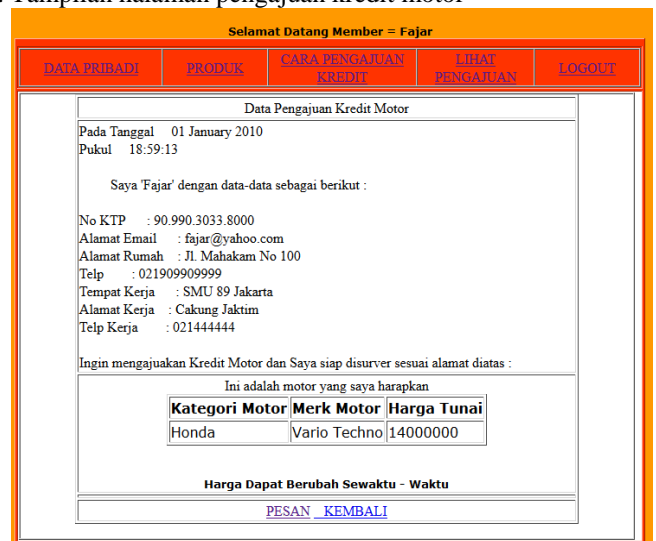 . Tampilan halaman pengajuan kredit motor
Selamat Datang Member = Fajar
DATA PRIBADI PRODUK CARA PENGAJUAN KREDIT LIHAT PENGAJUAN LOGOUT
Data Pengajuan Kredit Motor
Pada Tanggal 01 January 2010
Pukul 18:59:13
Saya 'Fajar' dengan data-data sebagai berikut :
No KTP : 90.990.3033.8000
Alamat Email : fajar@yahoo.com
Alamat Rumah : Jl. Mahakam No 100
Telp : 021909909999
Tempat Kerja : SMU 89 Jakarta
Alamat Kerja : Cakung Jaktim
Telp Kerja : 021444444
Ingin mengajuakan Kredit Motor dan Saya siap disurver sesuai alamat diatas :
Ini adalah motor yang saya harapkan
Kategori Motor Merk Motor Harga Tunai
Honda Vario Techno 14000000
Harga Dapat Berubah Sewaktu - Waktu
PESAN KEMBALI